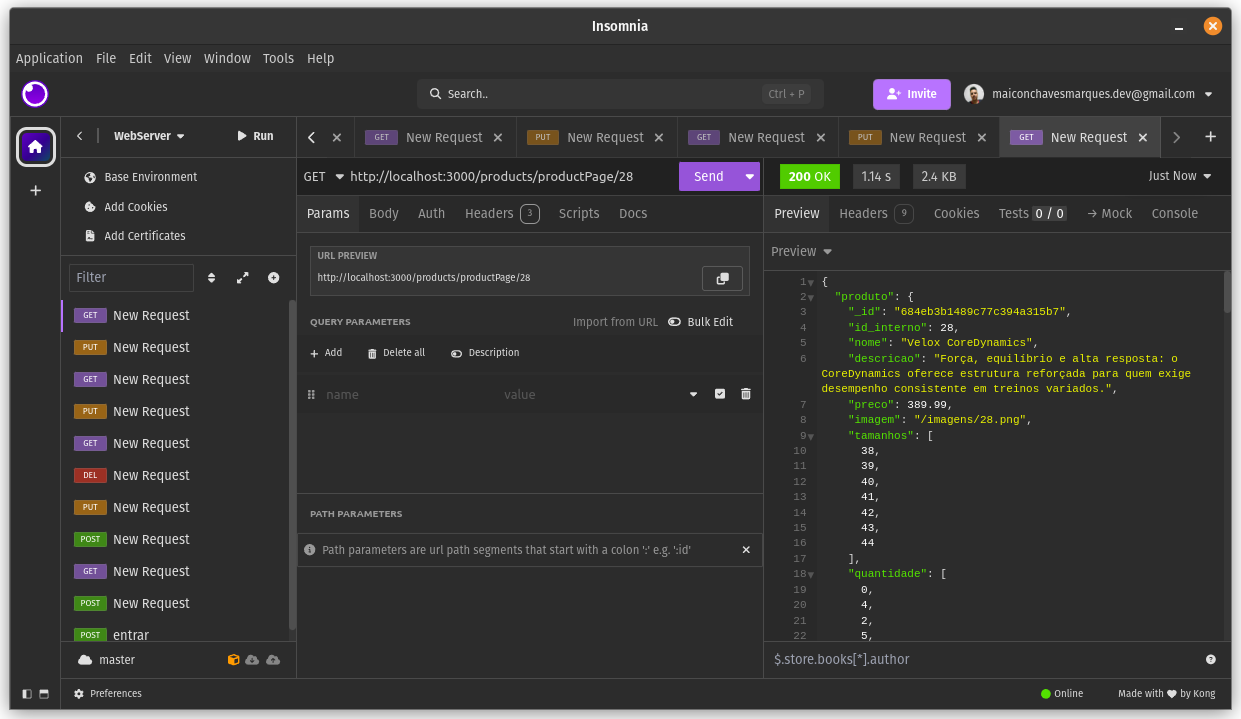 Insomnia
Application File Edit View Window Tools Help
Search.. Ctrl + P
Invite
maiconchavesmarques.dev@gmail.com
WebServer
Run
GET New Request
PUT New Request
GET New Request
PUT New Request
GET New Request
Base Environment
Add Cookies
Add Certificates
Filter
GET New Request
PUT New Request
GET New Request
PUT New Request
GET New Request
DEL New Request
PUT New Request
POST New Request
GET New Request
POST New Request
POST entrar
master
GET http://localhost:3000/products/productPage/28
Send
Params Body Auth Headers 3 Scripts Docs
URL PREVIEW
http://localhost:3000/products/productPage/28
QUERY PARAMETERS
Import from URL Bulk Edit
Add Delete all Description
name value
PATH PARAMETERS
Path parameters are url path segments that start with a colon ':' e.g. ':id'
200 OK 1.14 s 2.4 KB
Just Now
Preview Headers 9 Cookies Tests 0 / 0 Mock Console
Preview
1 {
2 "produto": {
3 "_id": "684eb3b1489c77c394a315b7",
4 "id_interno": 28,
5 "nome": "Velox CoreDynamics",
6 "descricao": "Força, equilíbrio e alta resposta: o
CoreDynamics oferece estrutura reforçada para quem exige
desempenho consistente em treinos variados.",
7 "preco": 389.99,
8 "imagem": "/imagens/28.png",
9 "tamanhos": [
10 38,
11 39,
12 40,
13 41,
14 42,
15 43,
16 44
17 ],
18 "quantidade": [
19 0,
20 4,
21 2,
22 5,
$.store.books[*].author
Preferences
Online
Made with ♥ by Kong